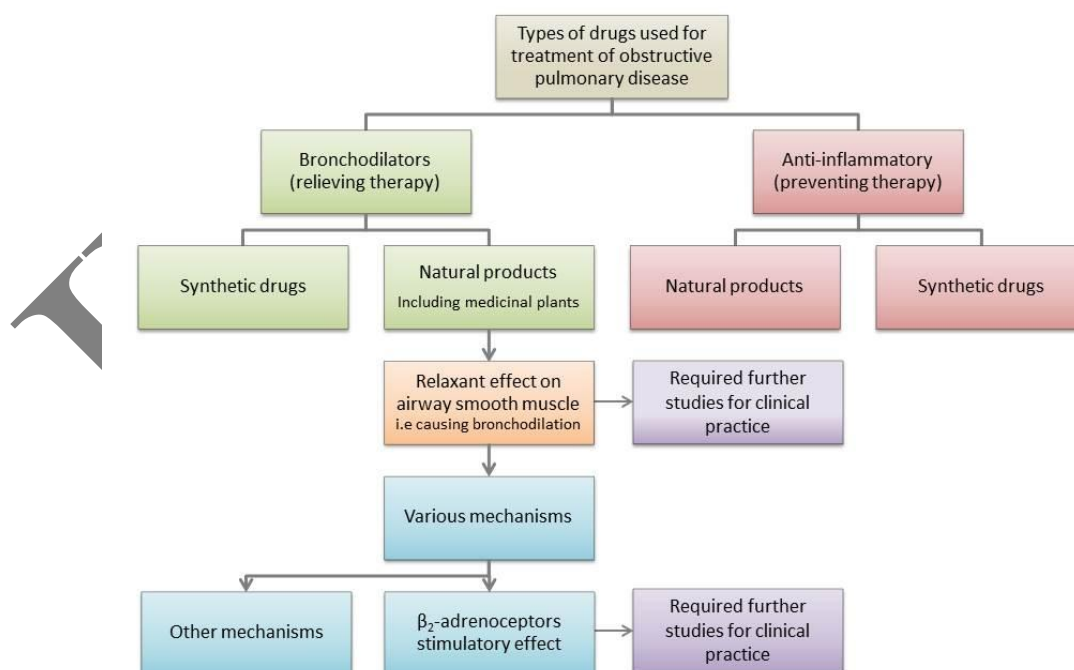 Types of drugs used for
treatment of obstructive
pulmonary disease
Bronchodilators
(relieving therapy)
Anti-inflammatory
(preventing therapy)
Synthetic drugs
Natural products
Including medicinal plants
Natural products
Synthetic drugs
Relaxant effect on
airway smooth muscle
i.e causing bronchodilation
Required further
studies for clinical
practice
Various mechanisms
Other mechanisms
β₂-adrenoceptors
stimulatory effect
Required further
studies for clinical
practice